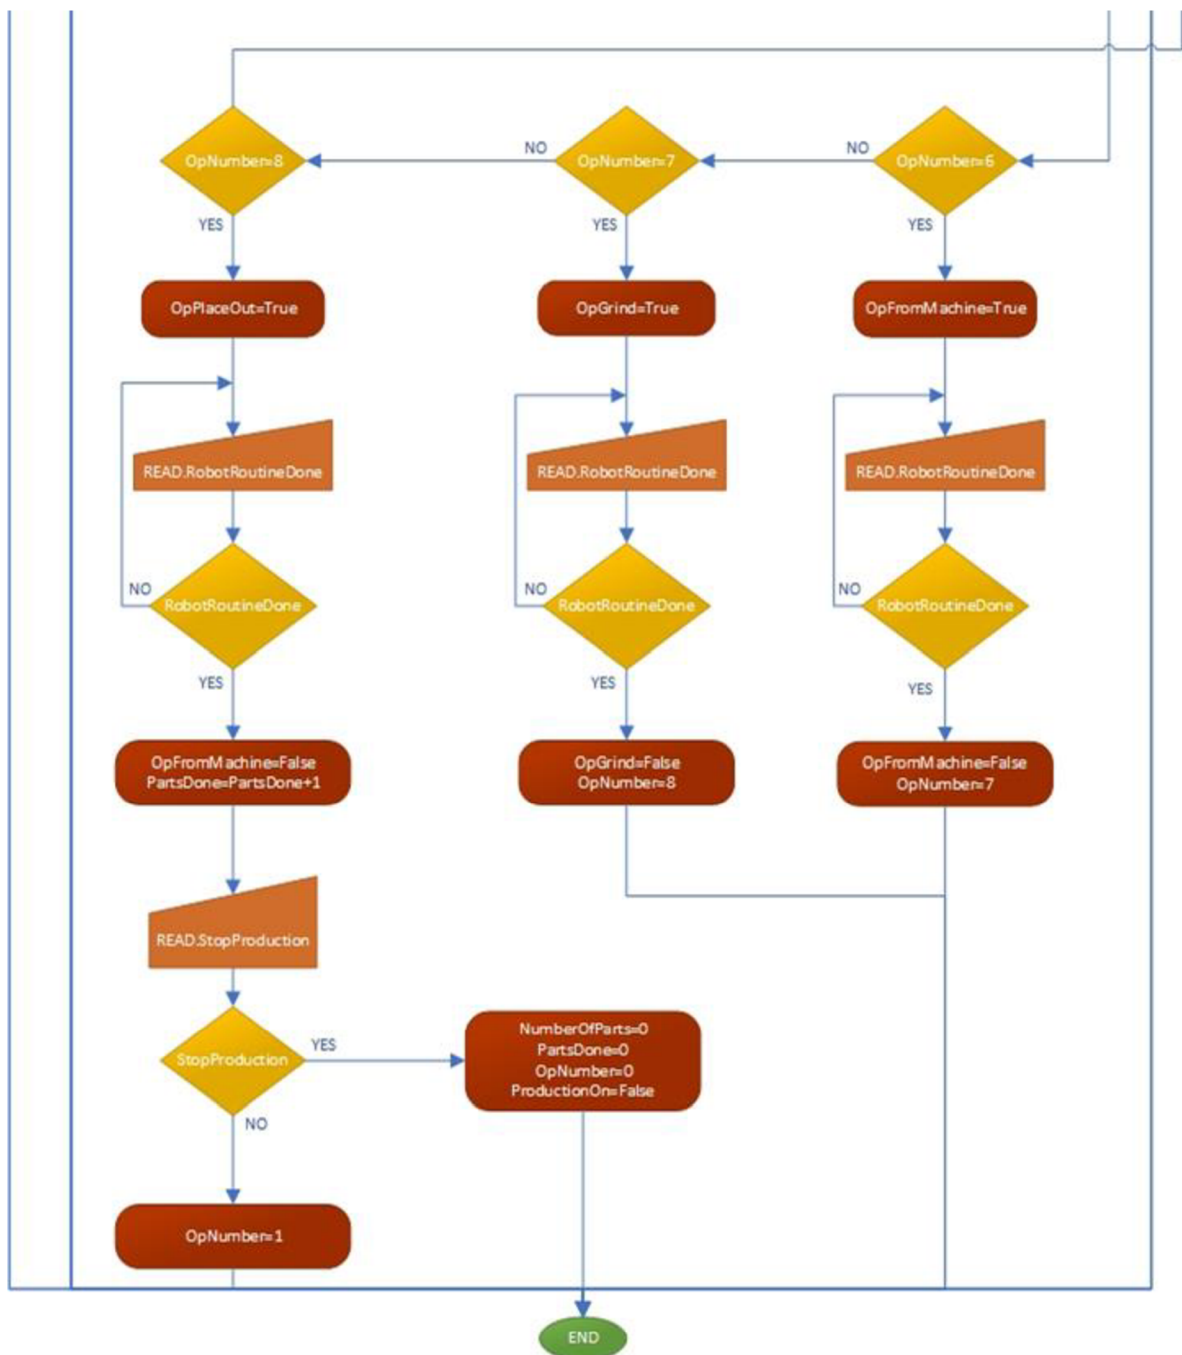 OpNumber=8
NO
OpNumber=7
NO
OpNumber=6
YES
YES
YES
OpPlaceOut=True
OpGrind=True
OpFromMachine=True
READ.RobotRoutineDone
READ.RobotRoutineDone
READ.RobotRoutineDone
NO
RobotRoutineDone
NO
RobotRoutineDone
NO
RobotRoutineDone
YES
YES
YES
OpFromMachine=False
PartsDone=PartsDone+1
OpGrind=False
OpNumber=8
OpFromMachine=False
OpNumber=7
READ.StopProduction
StopProduction
YES
NumberOfParts=0
PartsDone=0
OpNumber=0
ProductionOn=False
NO
OpNumber=1
END